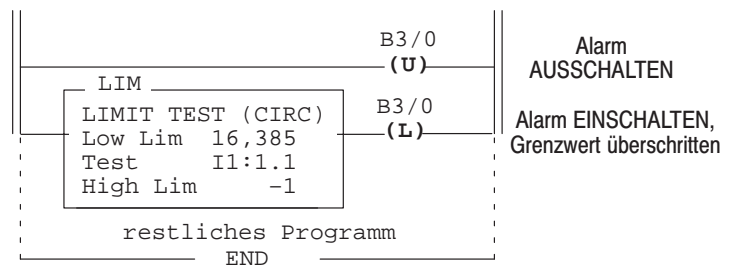 B3/0
(U)
Alarm
AUSSCHALTEN
LIM
LIMIT TEST (CIRC)
Low Lim 16,385
Test I1:1.1
High Lim -1
B3/0
(L)
Alarm EINSCHALTEN,
Grenzwert überschritten
restliches Programm
END